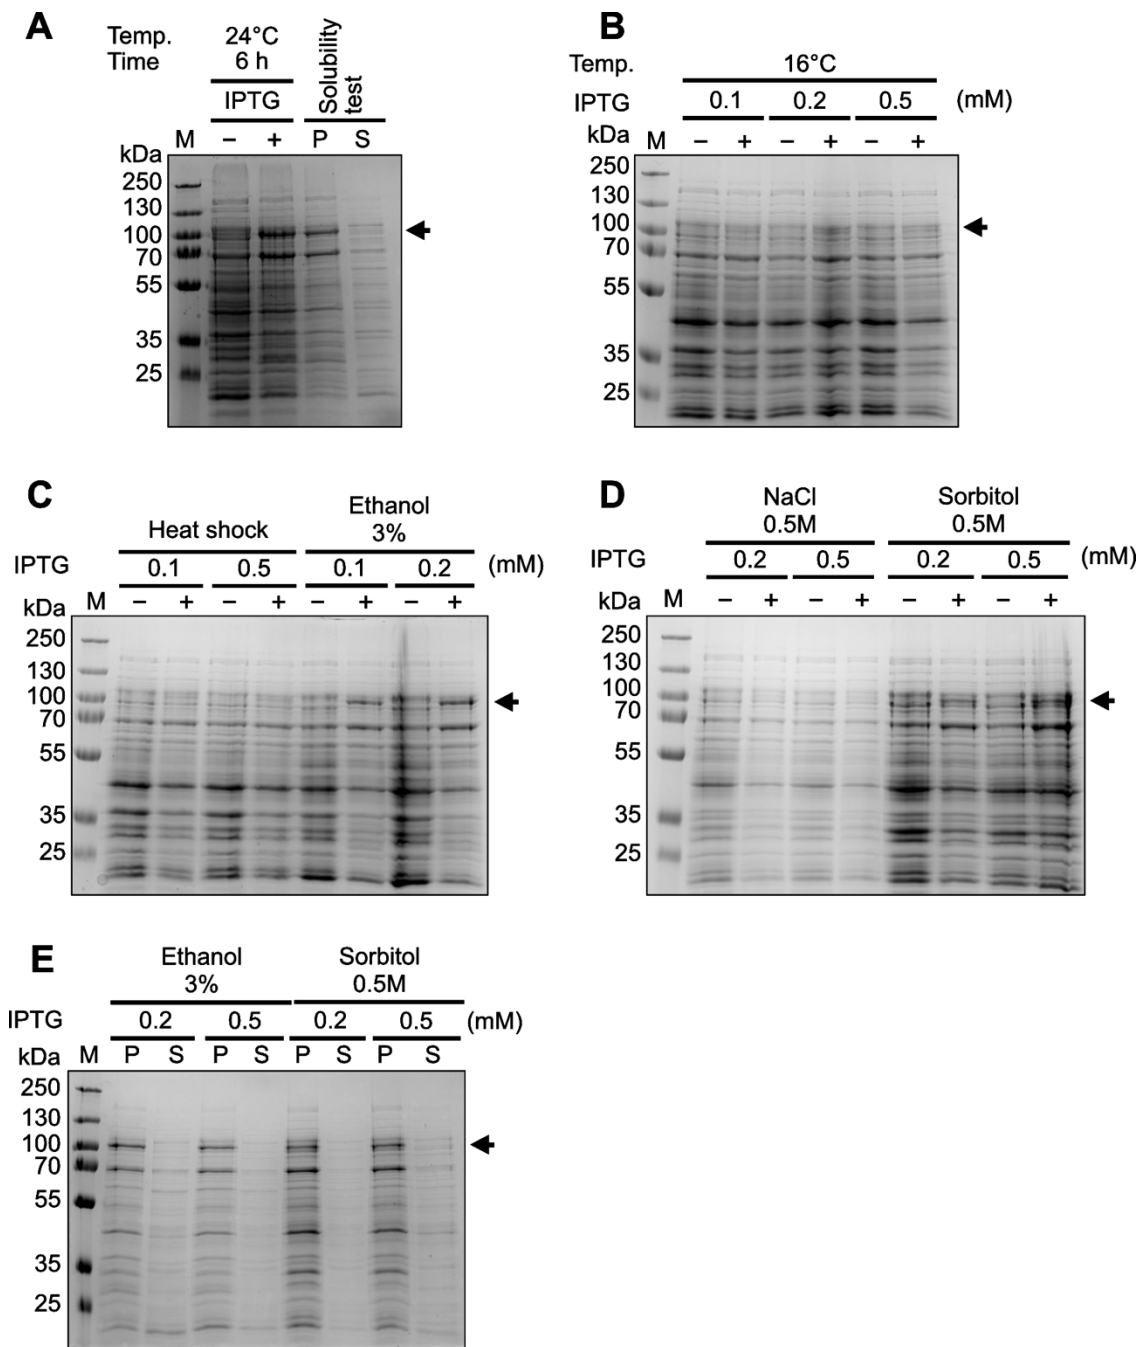 A
Temp. 24°C
Time 6 h
Solubility
test
IPTG
M – + P S
kDa
250
130
100
70
55
35
25
B
Temp. 16°C
IPTG 0.1 0.2 0.5 (mM)
M – + – + – +
kDa
250
130
100
70
55
35
25
C
Heat shock Ethanol
3%
IPTG 0.1 0.5 0.1 0.2 (mM)
kDa M – + – + – + – +
250
130
100
70
55
35
25
D
NaCl Sorbitol
0.5M 0.5M
IPTG 0.2 0.5 0.2 0.5 (mM)
kDa M – + – + – + – +
250
130
100
70
55
35
25
E
Ethanol Sorbitol
3% 0.5M
IPTG 0.2 0.5 0.2 0.5 (mM)
kDa M P S P S P S P S
250
130
100
70
55
35
25